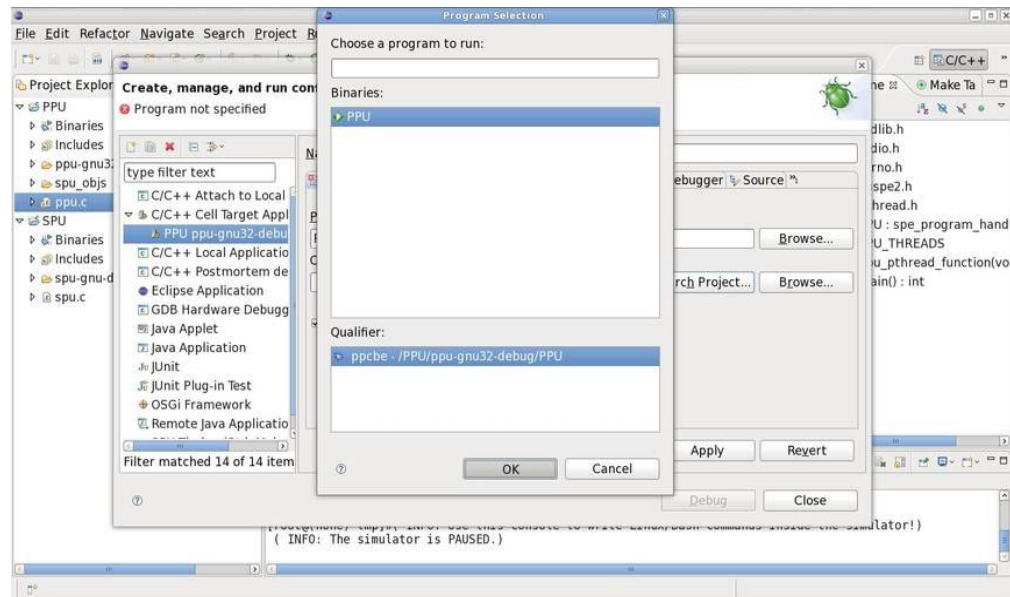 Program Selection
File Edit Refactor Navigate Search Project
Choose a program to run:
C/C++
Project Explor
Create, manage, and run con
Program not specified
Binaries:
PPU
Make Ta
PPU
Binaries
Includes
ppu-gnu32
spu_objs
ppu.c
SPU
Binaries
Includes
spu-gnu-d
spu.c
type filter text
C/C++ Attach to Local
C/C++ Cell Target Appl
PPU ppu-gnu32-debu
C/C++ Local Applicatio
C/C++ Postmortem de
Eclipse Application
GDB Hardware Debugg
Java Applet
Java Application
JUnit
JUnit Plug-in Test
OSGi Framework
Remote Java Applicatio
Filter matched 14 of 14 item
ebugger
Source
Browse...
rch Project...
Browse...
Qualifier:
ppcbe - /PPU/ppu-gnu32-debug/PPU
Apply
Revert
OK
Cancel
Debug
Close
dlib.h
dio.h
rno.h
spe2.h
hread.h
U : spe_program_hand
U_THREADS
u_pthread_function(vo
ain() : int
( INFO: The simulator is PAUSED.)